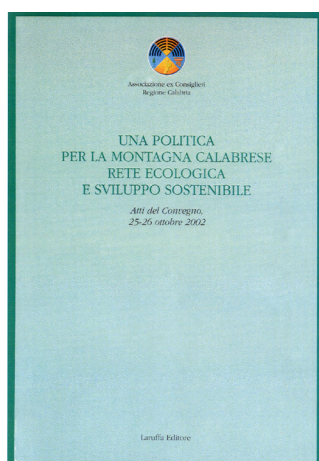 Associazione ex Consiglieri
Regione Calabria
UNA POLITICA
PER LA MONTAGNA CALABRESE
RETE ECOLOGICA
E SVILUPPO SOSTENIBILE
Atti del Convegno,
25-26 ottobre 2002
Laruffa Editore